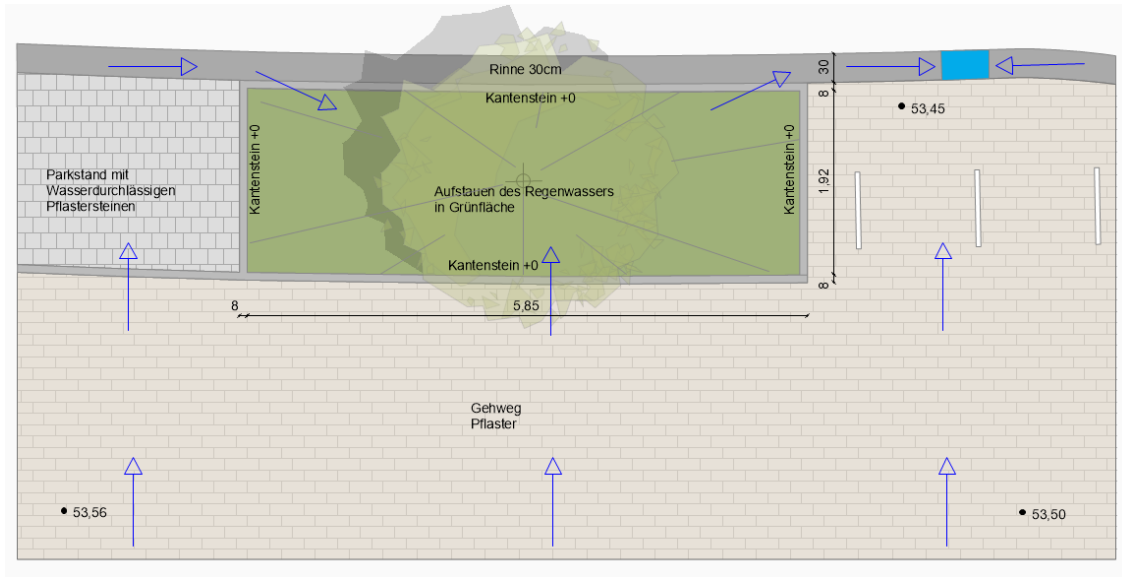 Rinne 30cm
30
Kantenstein +0
8
53,45
Kantenstein +0
Kantenstein +0
1,92
Parkstand mit
Wasserdurchlässigen
Pflastersteinen
Aufstauen des Regenwassers
in Grünfläche
Kantenstein +0
8
8
5,85
Gehweg
Pflaster
53,56
53,50